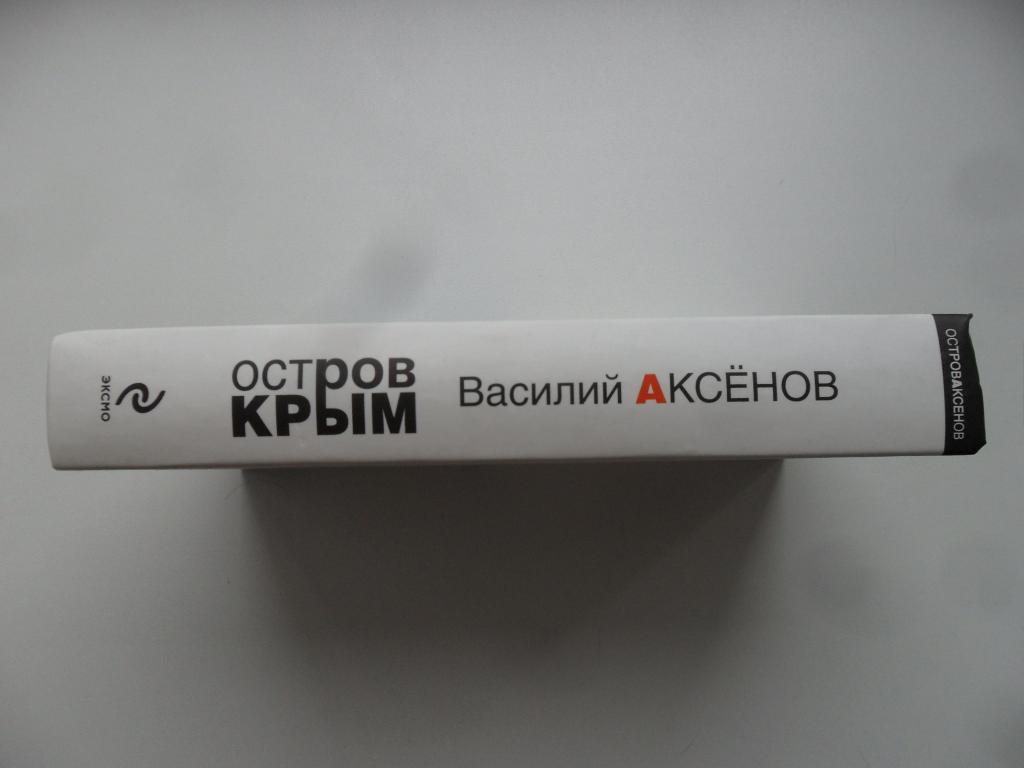 ЭКСМО
ОСТРОВ
КРЫМ
Василий АКСЁНОВ
ОСТРОВАКСЕНОВ